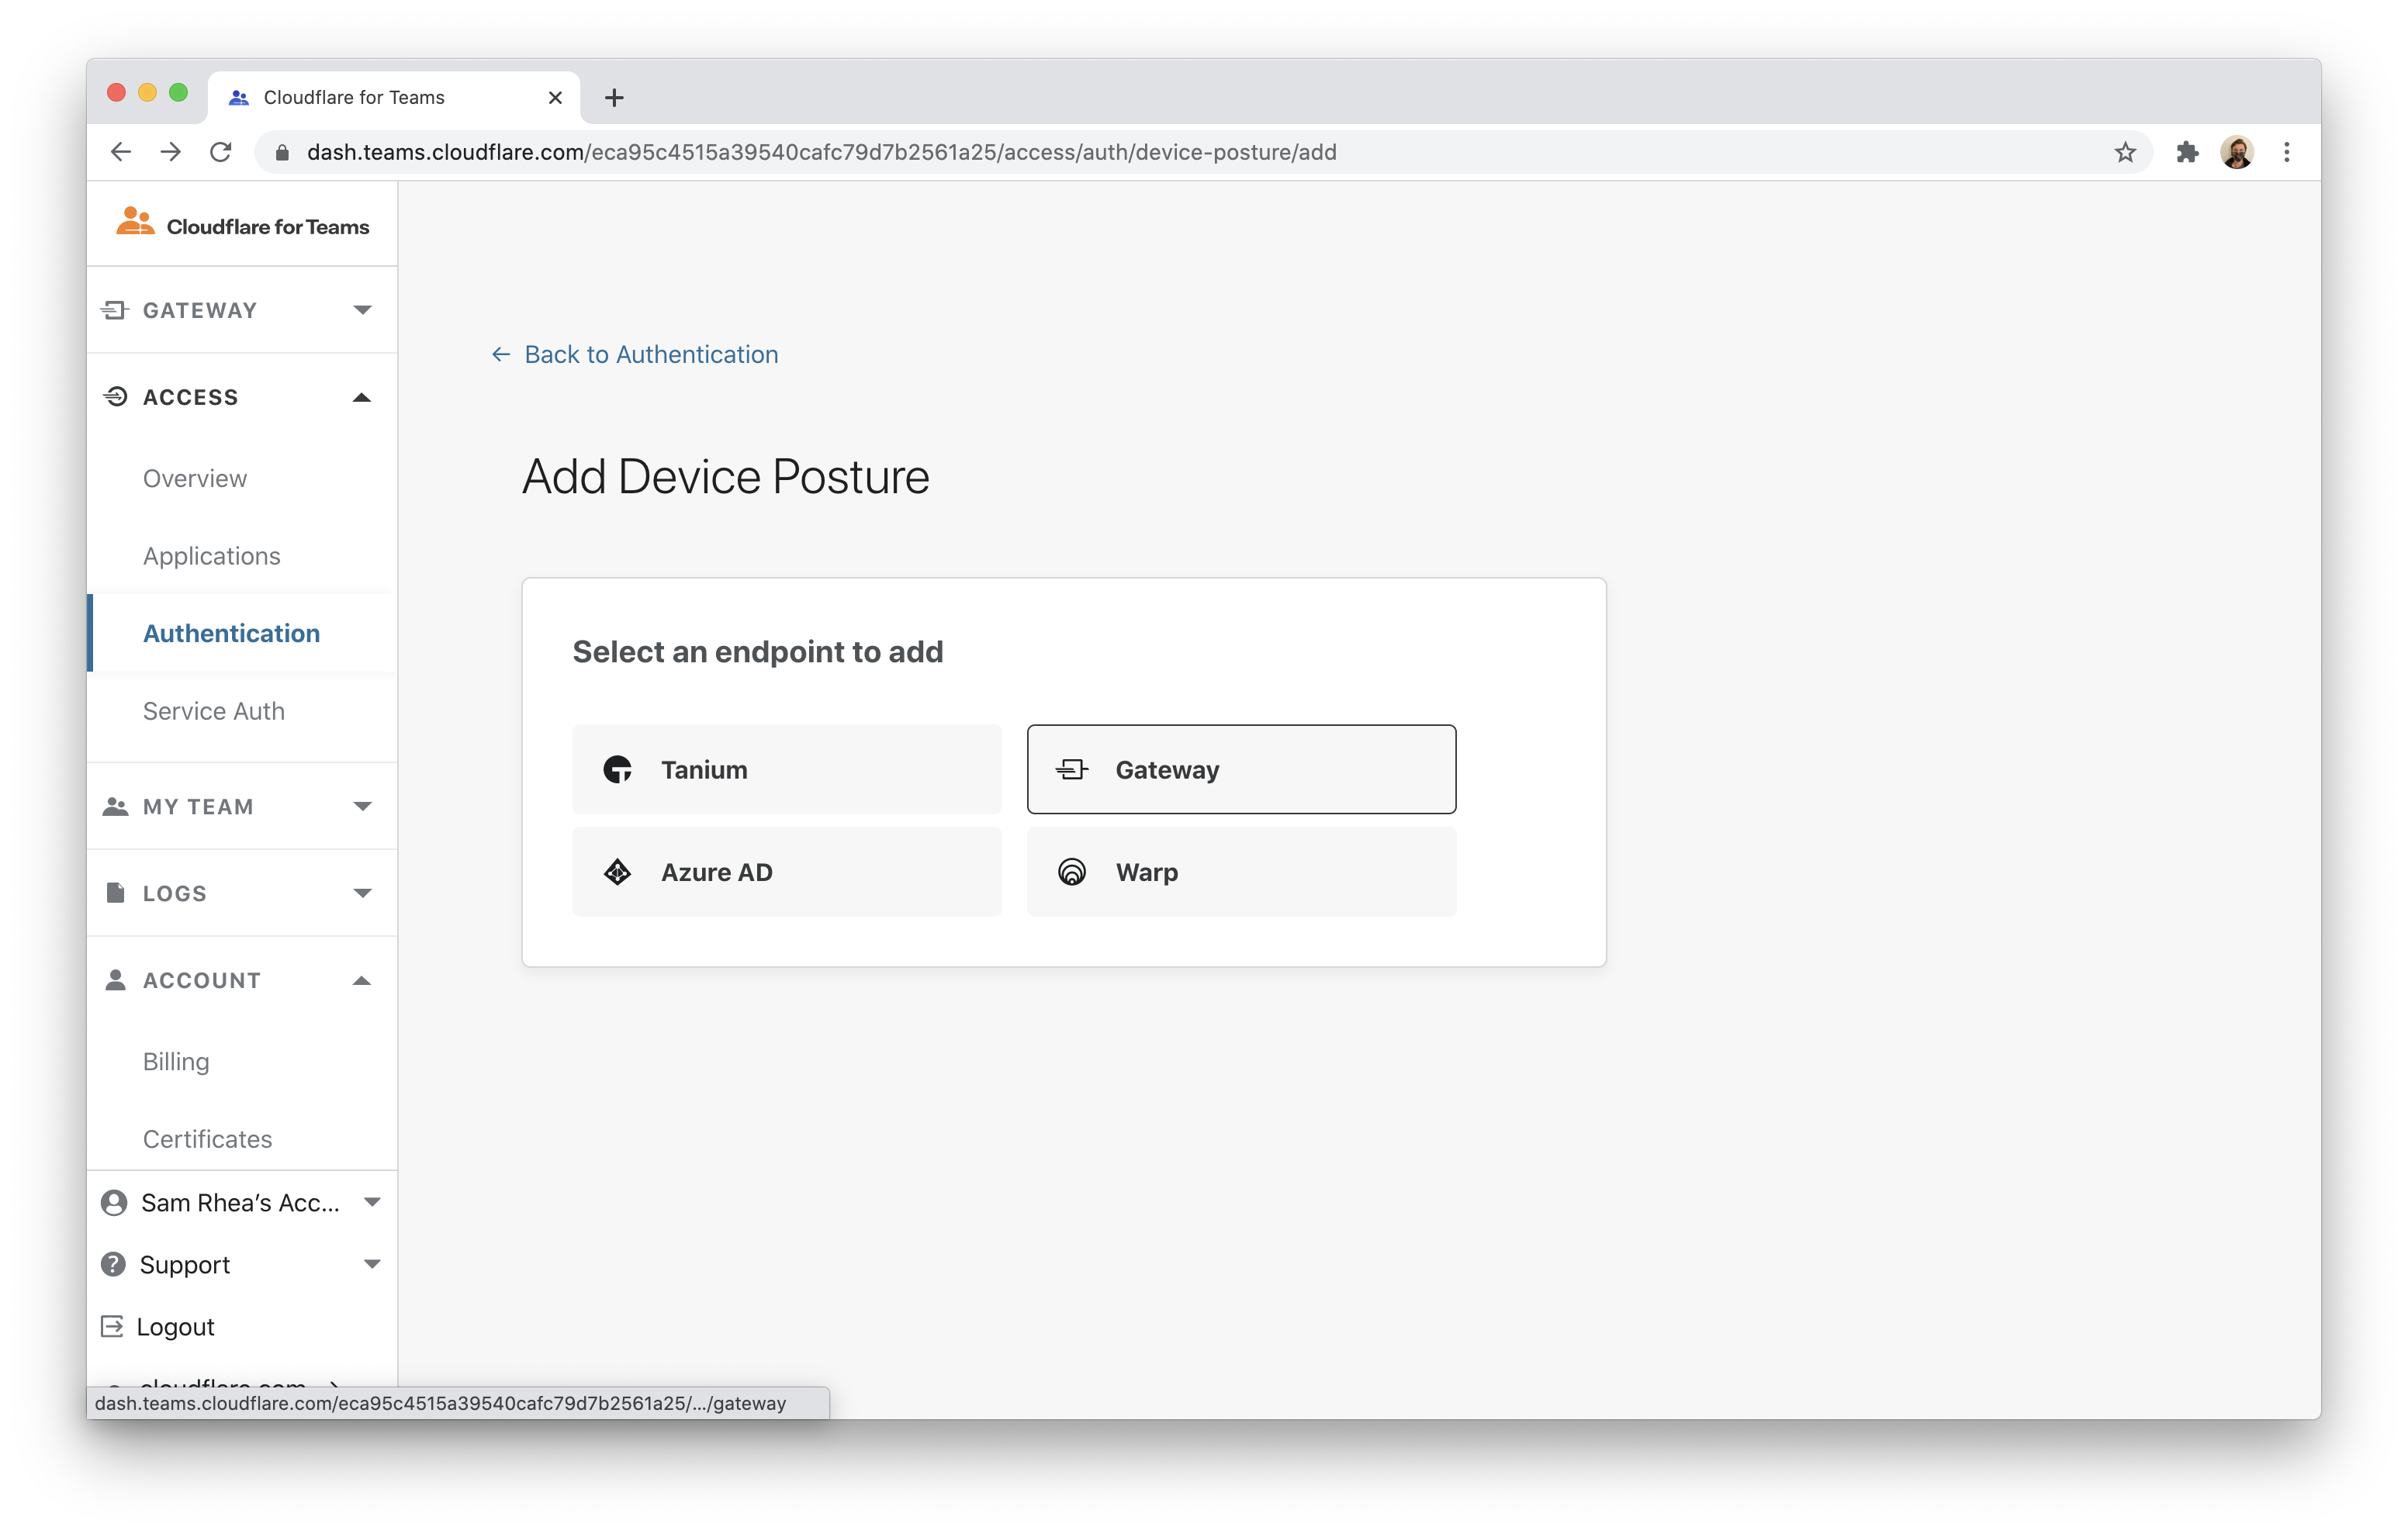 Cloudflare for Teams
dash.teams.cloudflare.com/eca95c4515a39540cafc79d7b2561a25/access/auth/device-posture/add
Cloudflare for Teams
GATEWAY
ACCESS
Overview
Applications
Authentication
Service Auth
MY TEAM
LOGS
ACCOUNT
Billing
Certificates
Sam Rhea’s Acc...
Support
Logout
cloudflare.com
dash.teams.cloudflare.com/eca95c4515a39540cafc79d7b2561a25/.../gateway
← Back to Authentication
Add Device Posture
Select an endpoint to add
Tanium
Gateway
Azure AD
Warp